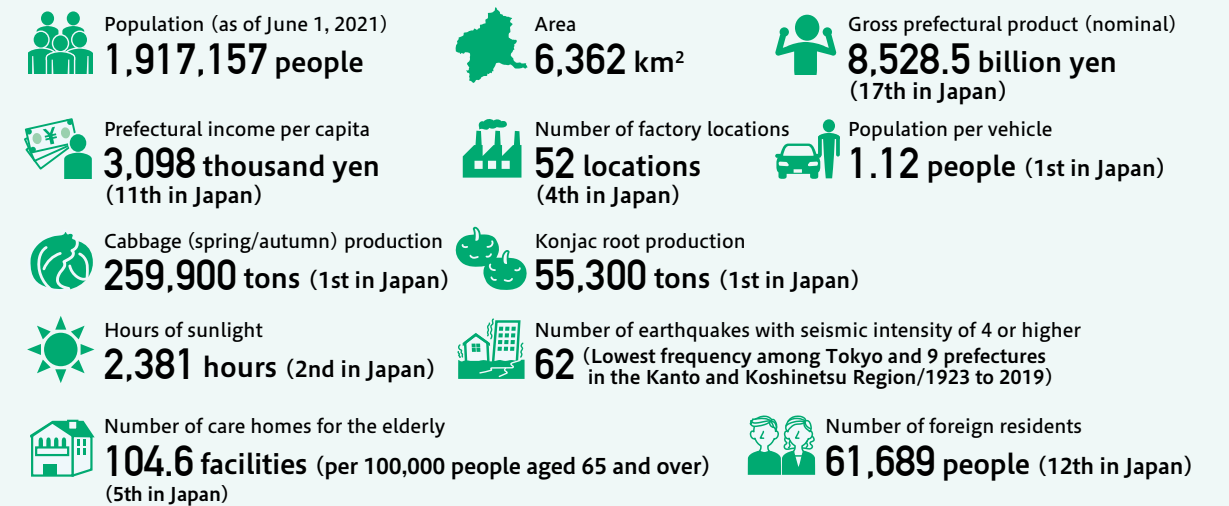 Population (as of June 1, 2021)
1,917,157 people
Area
6,362 km²
Gross prefectural product (nominal)
8,528.5 billion yen
(17th in Japan)
Prefectural income per capita
3,098 thousand yen
(11th in Japan)
Number of factory locations
52 locations
(4th in Japan)
Population per vehicle
1.12 people (1st in Japan)
Cabbage (spring/autumn) production
259,900 tons (1st in Japan)
Konjac root production
55,300 tons (1st in Japan)
Hours of sunlight
2,381 hours (2nd in Japan)
Number of earthquakes with seismic intensity of 4 or higher
62 (Lowest frequency among Tokyo and 9 prefectures
in the Kanto and Koshinetsu Region/1923 to 2019)
Number of care homes for the elderly
104.6 facilities (per 100,000 people aged 65 and over)
(5th in Japan)
Number of foreign residents
61,689 people (12th in Japan)
¥